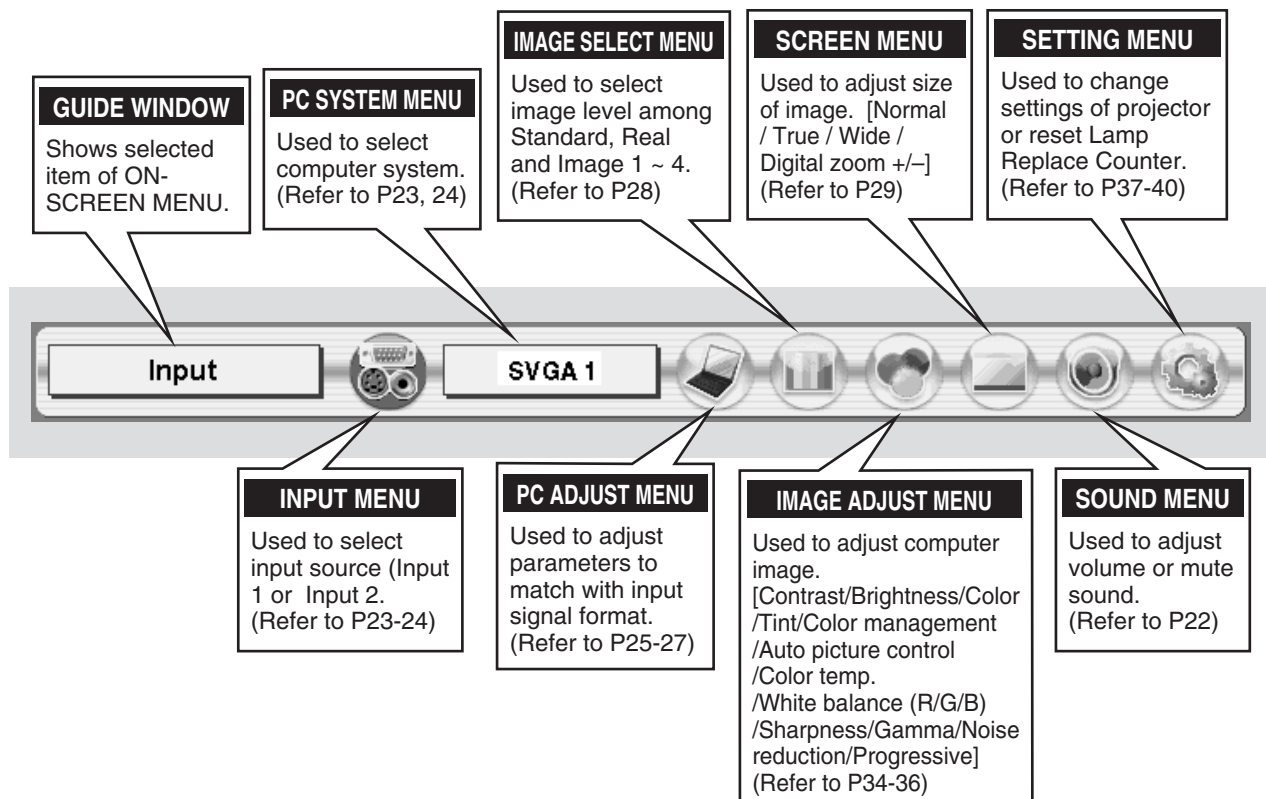 GUIDE WINDOW
Shows selected
item of ON-
SCREEN MENU.
PC SYSTEM MENU
Used to select
computer system.
(Refer to P23, 24)
IMAGE SELECT MENU
Used to select
image level among
Standard, Real
and Image 1 ~ 4.
(Refer to P28)
SCREEN MENU
Used to adjust size
of image.  [Normal
/ True / Wide /
Digital zoom +/–]
(Refer to P29)
SETTING MENU
Used to change
settings of projector
or reset Lamp
Replace Counter.
(Refer to P37-40)
Input
SVGA 1
INPUT MENU
Used to select
input source (Input
1 or  Input 2.
(Refer to P23-24)
PC ADJUST MENU
Used to adjust
parameters to
match with input
signal format.
(Refer to P25-27)
IMAGE ADJUST MENU
Used to adjust computer
image.
[Contrast/Brightness/Color
/Tint/Color management
/Auto picture control
/Color temp.
/White balance (R/G/B)
/Sharpness/Gamma/Noise
reduction/Progressive]
(Refer to P34-36)
SOUND MENU
Used to adjust
volume or mute
sound.
(Refer to P22)